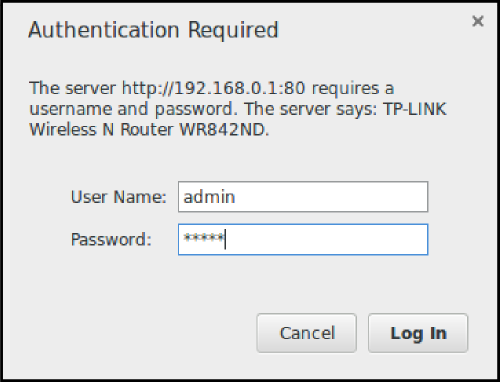 Authentication Required
The server http://192.168.0.1:80 requires a
username and password. The server says: TP-LINK
Wireless N Router WR842ND.
User Name: admin
Password: *****
Cancel Log In